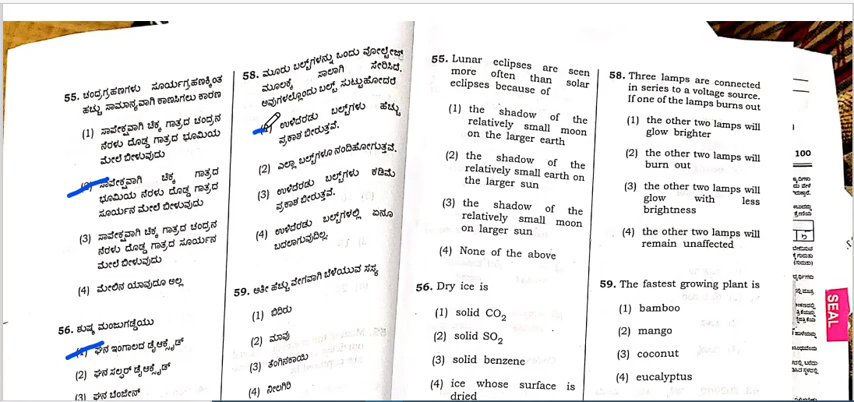 55. ಚಂದ್ರಗ್ರಹಣಗಳು ಸೂರ್ಯಗ್ರಹಣಕ್ಕಿಂತ
ಹೆಚ್ಚು ಸಾಮಾನ್ಯವಾಗಿ ಕಾಣಸಿಗಲು ಕಾರಣ
(1) ಸಾಪೇಕ್ಷವಾಗಿ ಚಿಕ್ಕ ಗಾತ್ರದ ಚಂದ್ರನ
ನೆರಳು ದೊಡ್ಡ ಗಾತ್ರದ ಭೂಮಿಯ
ಮೇಲೆ ಬೀಳುವುದು
ಸಾಪೇಕ್ಷವಾಗಿ ಚಿಕ್ಕ ಗಾತ್ರದ
ಭೂಮಿಯ ನೆರಳು ದೊಡ್ಡ ಗಾತ್ರದ
ಸೂರ್ಯನ ಮೇಲೆ ಬೀಳುವುದು
(3) ಸಾಪೇಕ್ಷವಾಗಿ ಚಿಕ್ಕ ಗಾತ್ರದ ಚಂದ್ರನ
ನೆರಳು ದೊಡ್ಡ ಗಾತ್ರದ ಸೂರ್ಯನ
ಮೇಲೆ ಬೀಳುವುದು
(4) ಮೇಲಿನ ಯಾವುದೂ ಅಲ್ಲ
56. ಶುಷ್ಕ ಮಂಜುಗಡ್ಡೆಯು
ಘನ ಇಂಗಾಲದ ಡೈಆಕ್ಸೈಡ್
(2) ಘನ ಸಲ್ಫರ್ ಡೈಆಕ್ಸೈಡ್
(3) ಘನ ಬೆಂಜೀನ್
58. ಮೂರು ಬಲ್ಬ್‌ಗಳನ್ನು ಒಂದು ವೋಲ್ಟೇಜ್
ಮೂಲಕ್ಕೆ ಸಾಲಾಗಿ ಸೇರಿಸಿದೆ.
ಅವುಗಳಲ್ಲೊಂದು ಬಲ್ಬ್ ಸುಟ್ಟುಹೋದರೆ
ಉಳಿದೆರಡು ಬಲ್ಬ್‌ಗಳು ಹೆಚ್ಚು
ಪ್ರಕಾಶ ಬೀರುತ್ತವೆ.
(2) ಎಲ್ಲಾ ಬಲ್ಬ್‌ಗಳೂ ನಂದಿಹೋಗುತ್ತವೆ.
(3) ಉಳಿದೆರಡು ಬಲ್ಬ್‌ಗಳು ಕಡಿಮೆ
ಪ್ರಕಾಶ ಬೀರುತ್ತವೆ.
(4) ಉಳಿದೆರಡು ಬಲ್ಬ್‌ಗಳಲ್ಲಿ ಏನೂ
ಬದಲಾಗುವುದಿಲ್ಲ.
59. ಅತೀ ಹೆಚ್ಚು ವೇಗವಾಗಿ ಬೆಳೆಯುವ ಸಸ್ಯ
(1) ಬಿದಿರು
(2) ಮಾವು
(3) ತೆಂಗಿನಕಾಯಿ
(4) ನೀಲಗಿರಿ
55. Lunar eclipses are seen
more often than solar
eclipses because of
(1) the shadow of the
relatively small moon
on the larger earth
(2) the shadow of the
relatively small earth on
the larger sun
(3) the shadow of the
relatively small moon
on larger sun
(4) None of the above
56. Dry ice is
(1) solid CO₂
(2) solid SO₂
(3) solid benzene
(4) ice whose surface is
dried
58. Three lamps are connected
in series to a voltage source.
If one of the lamps burns out
(1) the other two lamps will
glow brighter
(2) the other two lamps will
burn out
(3) the other two lamps will
glow with less
brightness
(4) the other two lamps will
remain unaffected
59. The fastest growing plant is
(1) bamboo
(2) mango
(3) coconut
(4) eucalyptus
100
SEAL